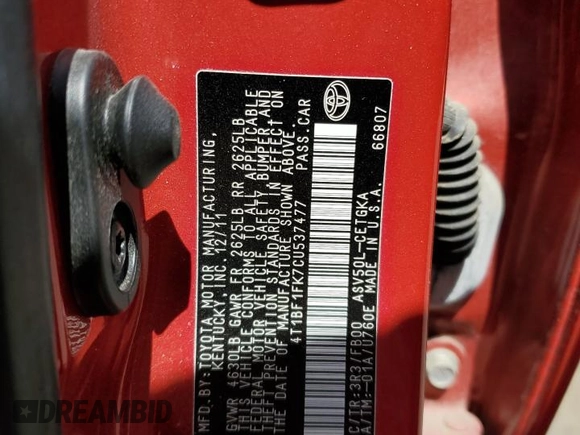 MFD.BY:TOYOTA MOTOR MANUFACTURING,
KENTUCKY, INC. 12/11
GVWR 4630LB GAWR FR 2625LB RR 2625LB
THIS VEHICLE CONFORMS TO ALL APPLICABLE
FEDERAL MOTOR VEHICLE SAFETY, BUMPER, AND
THEFT PREVENTION STANDARDS IN EFFECT ON
THE DATE OF MANUFACTURE SHOWN ABOVE.
4T1BF1FK7CU537477 PASS.CAR
C/TR:3R3/FB00 ASV50L-CETGKA
A/TM:-01A/U760E MADE IN U.S.A.
66807
DREAMBID